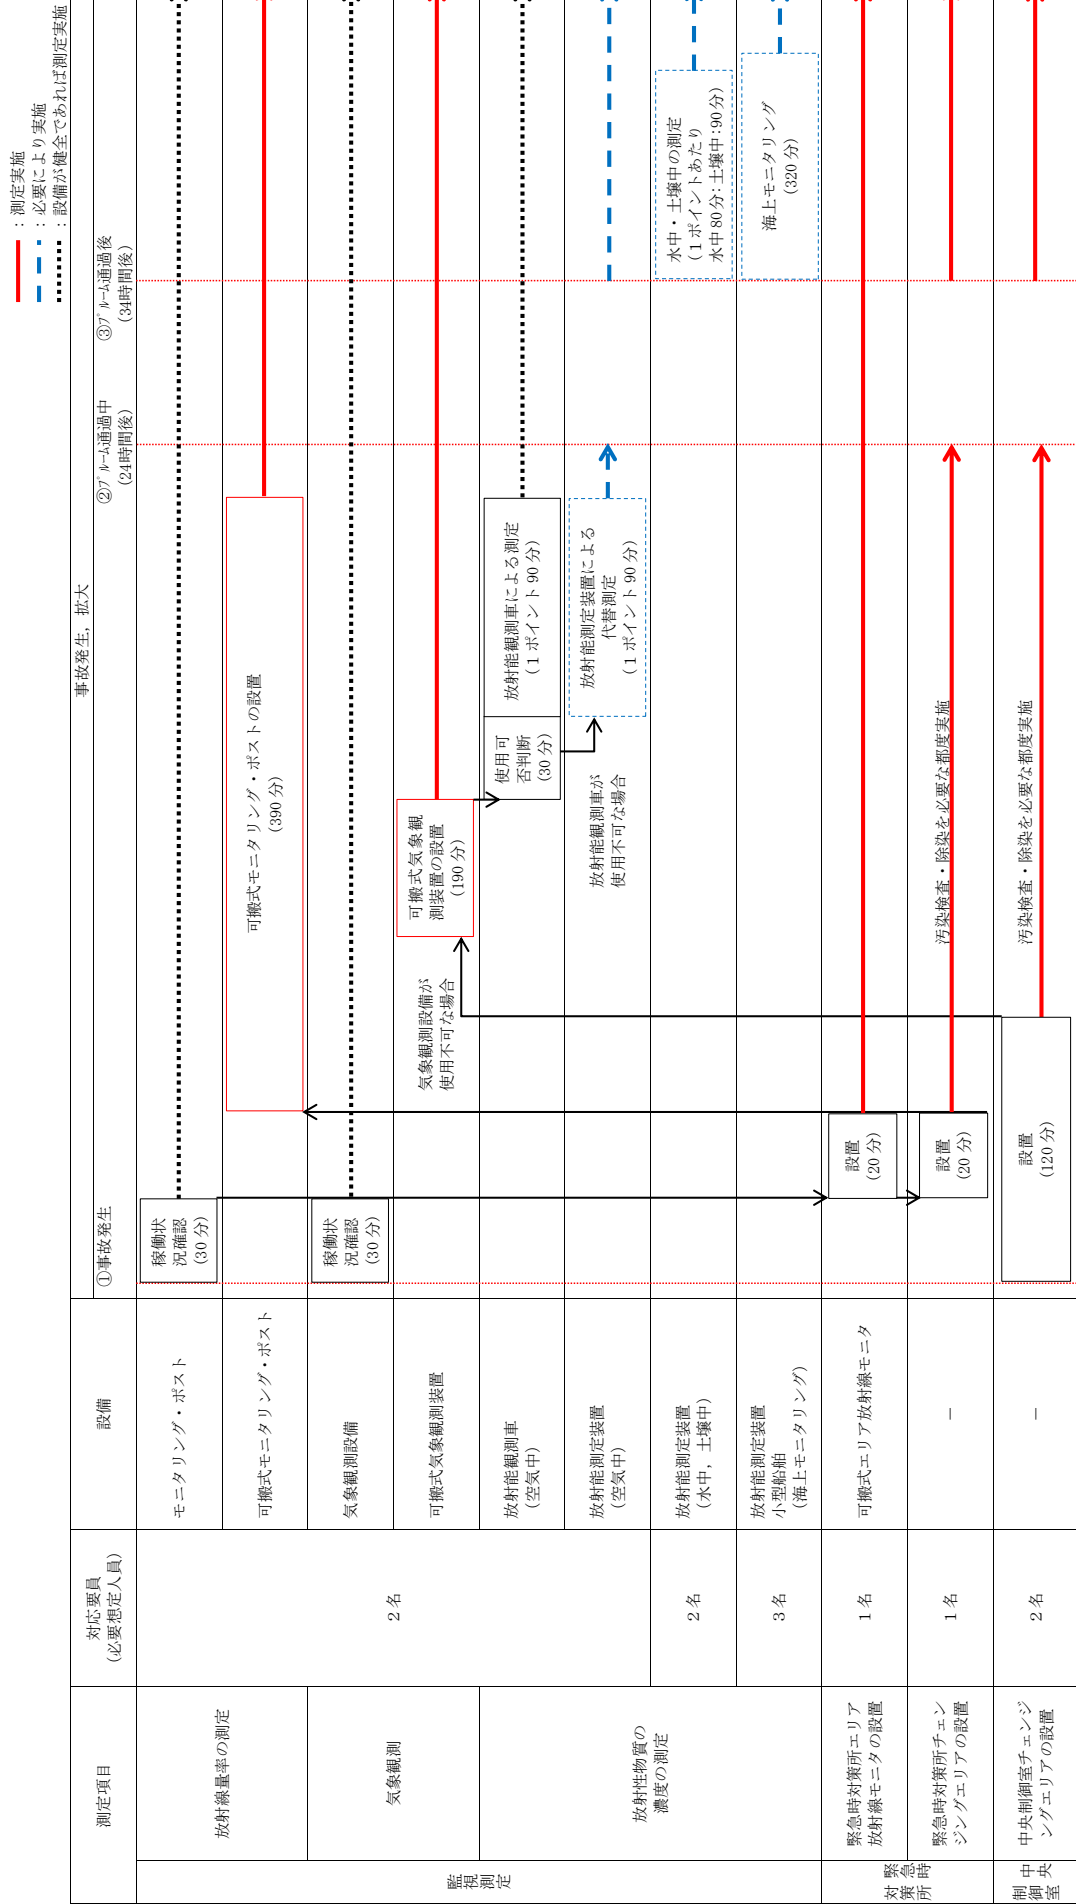 ━━：測定実施
：必要により実施
：設備が健全であれば測定実施
測定項目
対応要員
（必要想定人員）
設備
事故発生，拡大
①事故発生
②プルーム通過中
（24時間後）
③プルーム通過後
（34時間後）
監視測定
放射線量率の測定
2名
モニタリング・ポスト
稼働状
況確認
（30分）
可搬式モニタリング・ポスト
可搬式モニタリング・ポストの設置
（390分）
気象観測
気象観測設備
稼働状
況確認
（30分）
可搬式気象観測装置
気象観測設備が
使用不可な場合
可搬式気象観
測装置の設置
（190分）
放射性物質の
濃度の測定
放射能観測車
（空気中）
使用可
否判断
（30分）
放射能観測車による測定
（1ポイント90分）
放射能測定装置
（空気中）
放射能観測車が
使用不可な場合
放射能測定装置による
代替測定
（1ポイント90分）
2名
放射能測定装置
（水中，土壌中）
水中・土壌中の測定
（1ポイントあたり
水中80分：土壌中：90分）
3名
放射能測定装置
小型船舶
（海上モニタリング）
海上モニタリング
（320分）
緊急時
対策所
緊急時対策所エリア
放射線モニタの設置
1名
可搬式エリア放射線モニタ
設置
（20分）
緊急時対策所チェン
ジングエリアの設置
1名
－
設置
（20分）
汚染検査・除染を必要な都度実施
中央
制御室
中央制御室チェンジ
ングエリアの設置
2名
－
設置
（120分）
汚染検査・除染を必要な都度実施